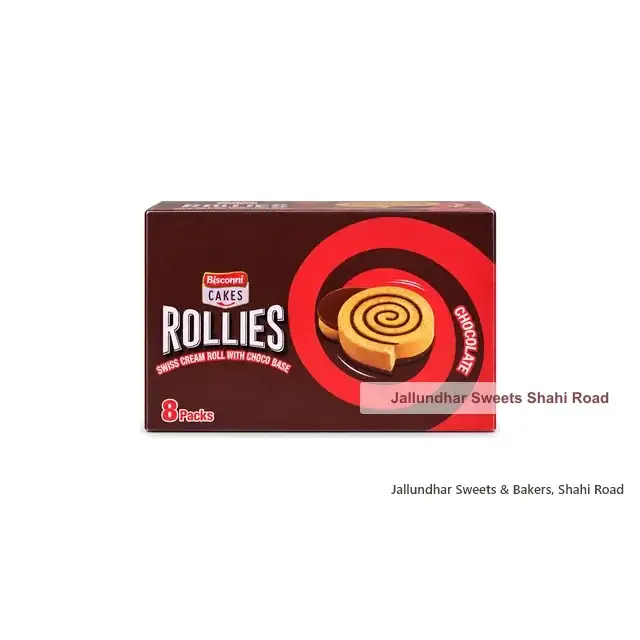 ROLLIES
Bisconni
CAKES
ROLLIES
SWISS CREAM ROLL WITH CHOCO BASE
CHOCOLATE
8 Packs
Jallundhar Sweets Shahi Road
Jallundhar Sweets & Bakers, Shahi Road